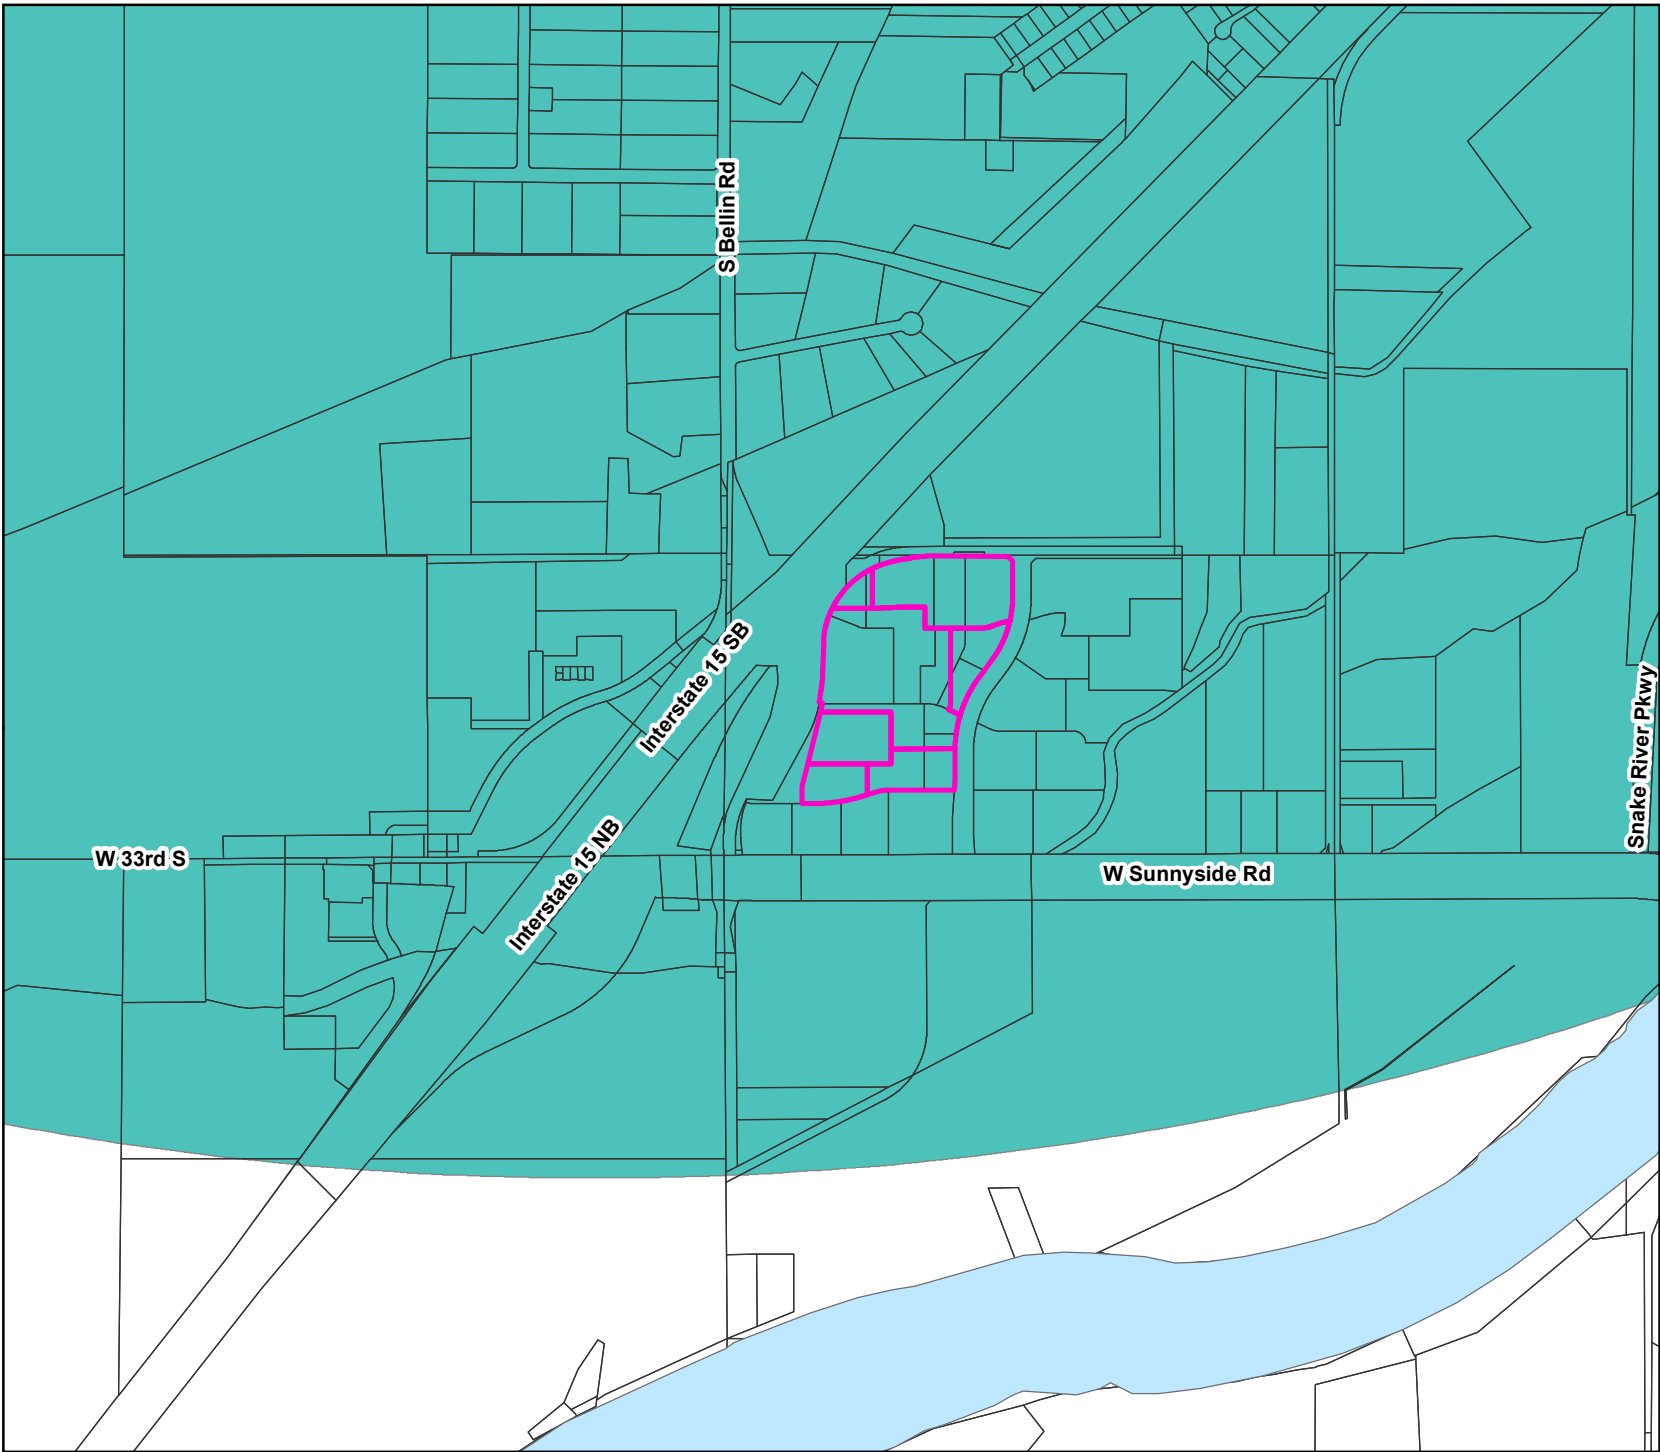 S Bellin Rd
Interstate 15 SB
Snake River Pkwy
Interstate 15 NB
W 33rd S
W Sunnyside Rd